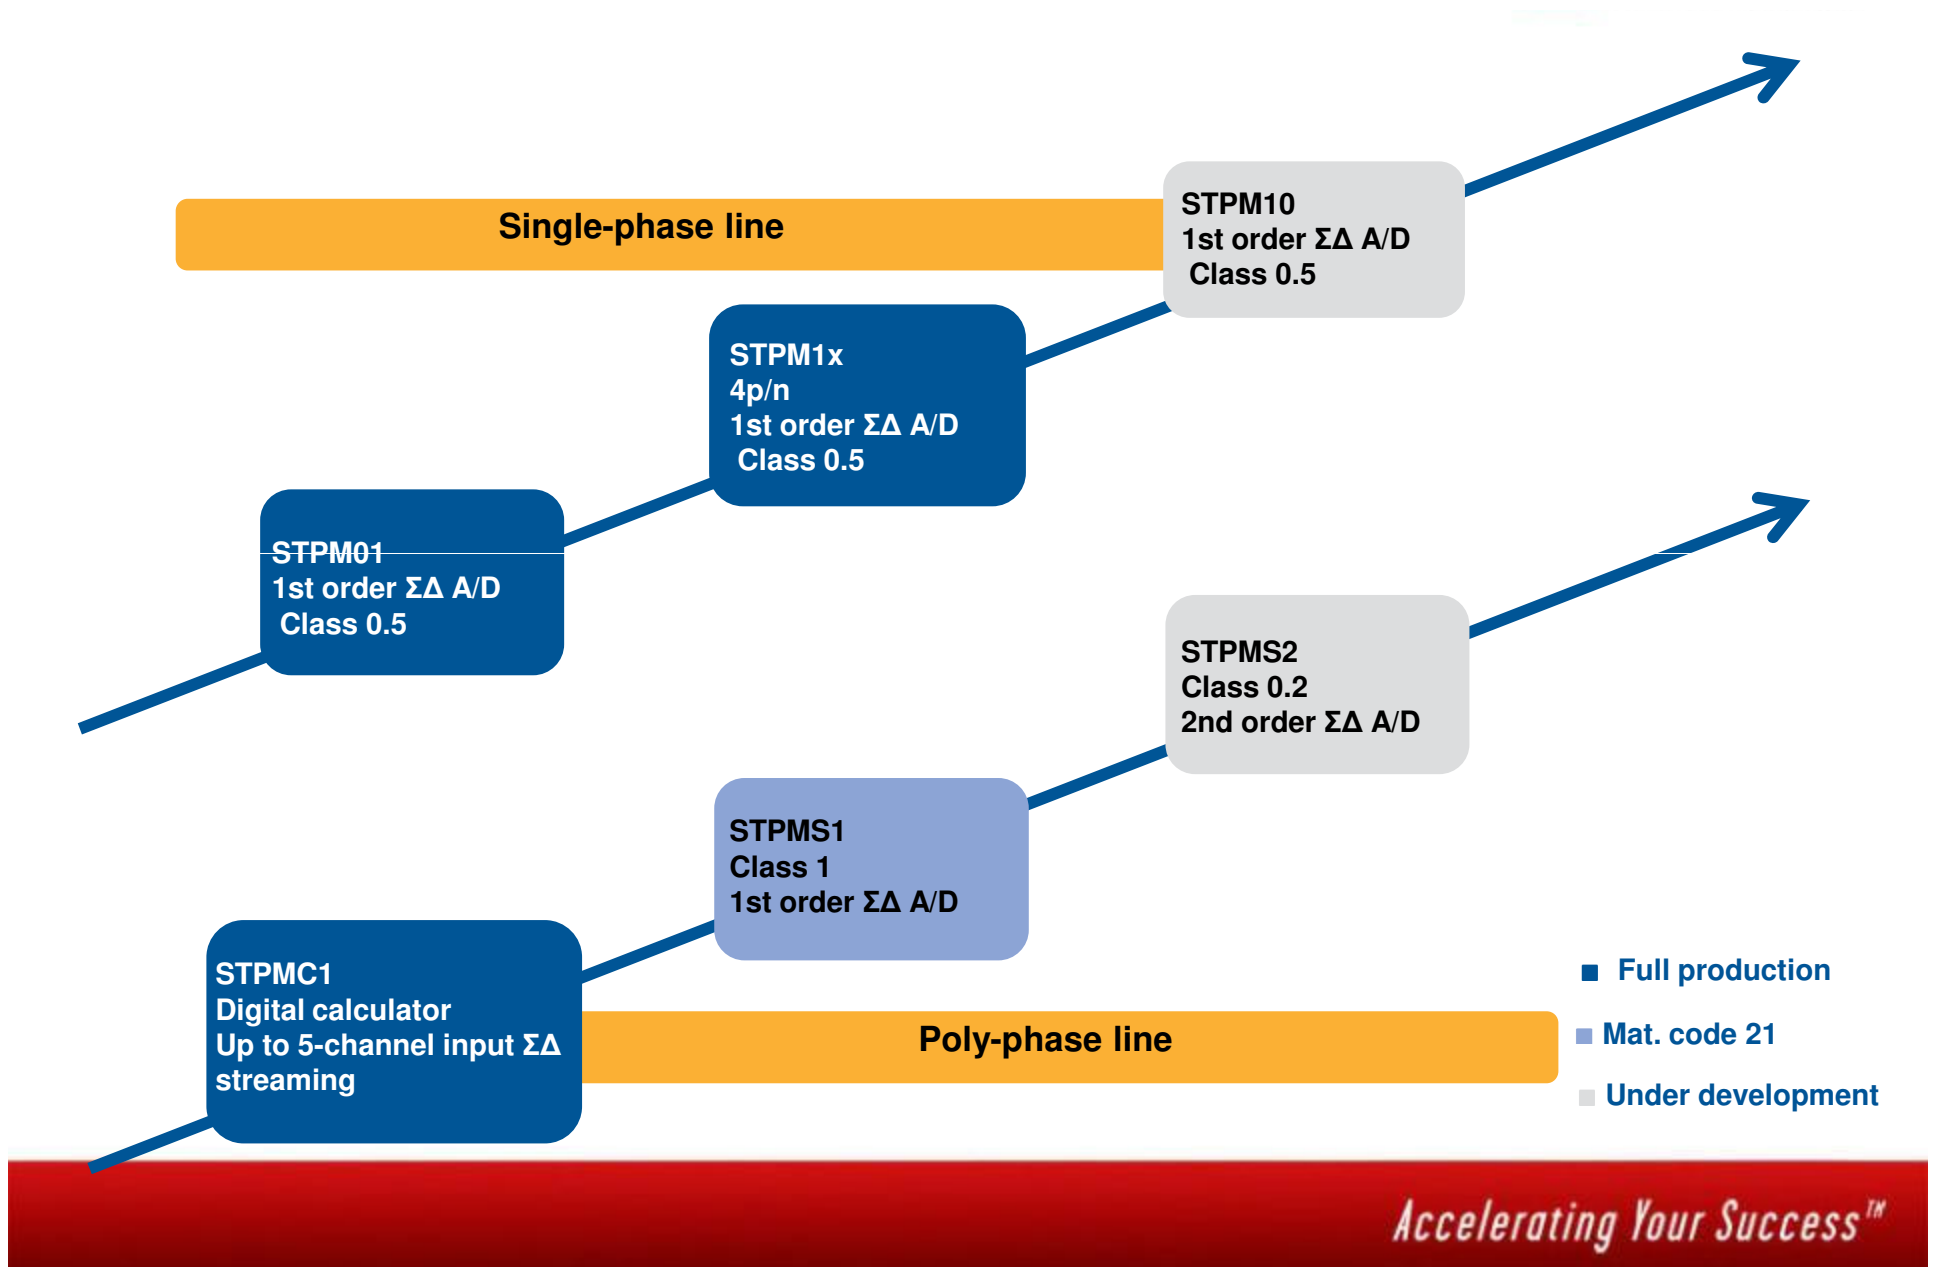 Single-phase line
STPM10
1st order ΣΔ A/D
Class 0.5
STPM1x
4p/n
1st order ΣΔ A/D
Class 0.5
STPM01
1st order ΣΔ A/D
Class 0.5
STPMS2
Class 0.2
2nd order ΣΔ A/D
STPMS1
Class 1
1st order ΣΔ A/D
STPMC1
Digital calculator
Up to 5-channel input ΣΔ
streaming
Poly-phase line
Full production
Mat. code 21
Under development
Accelerating Your Success™